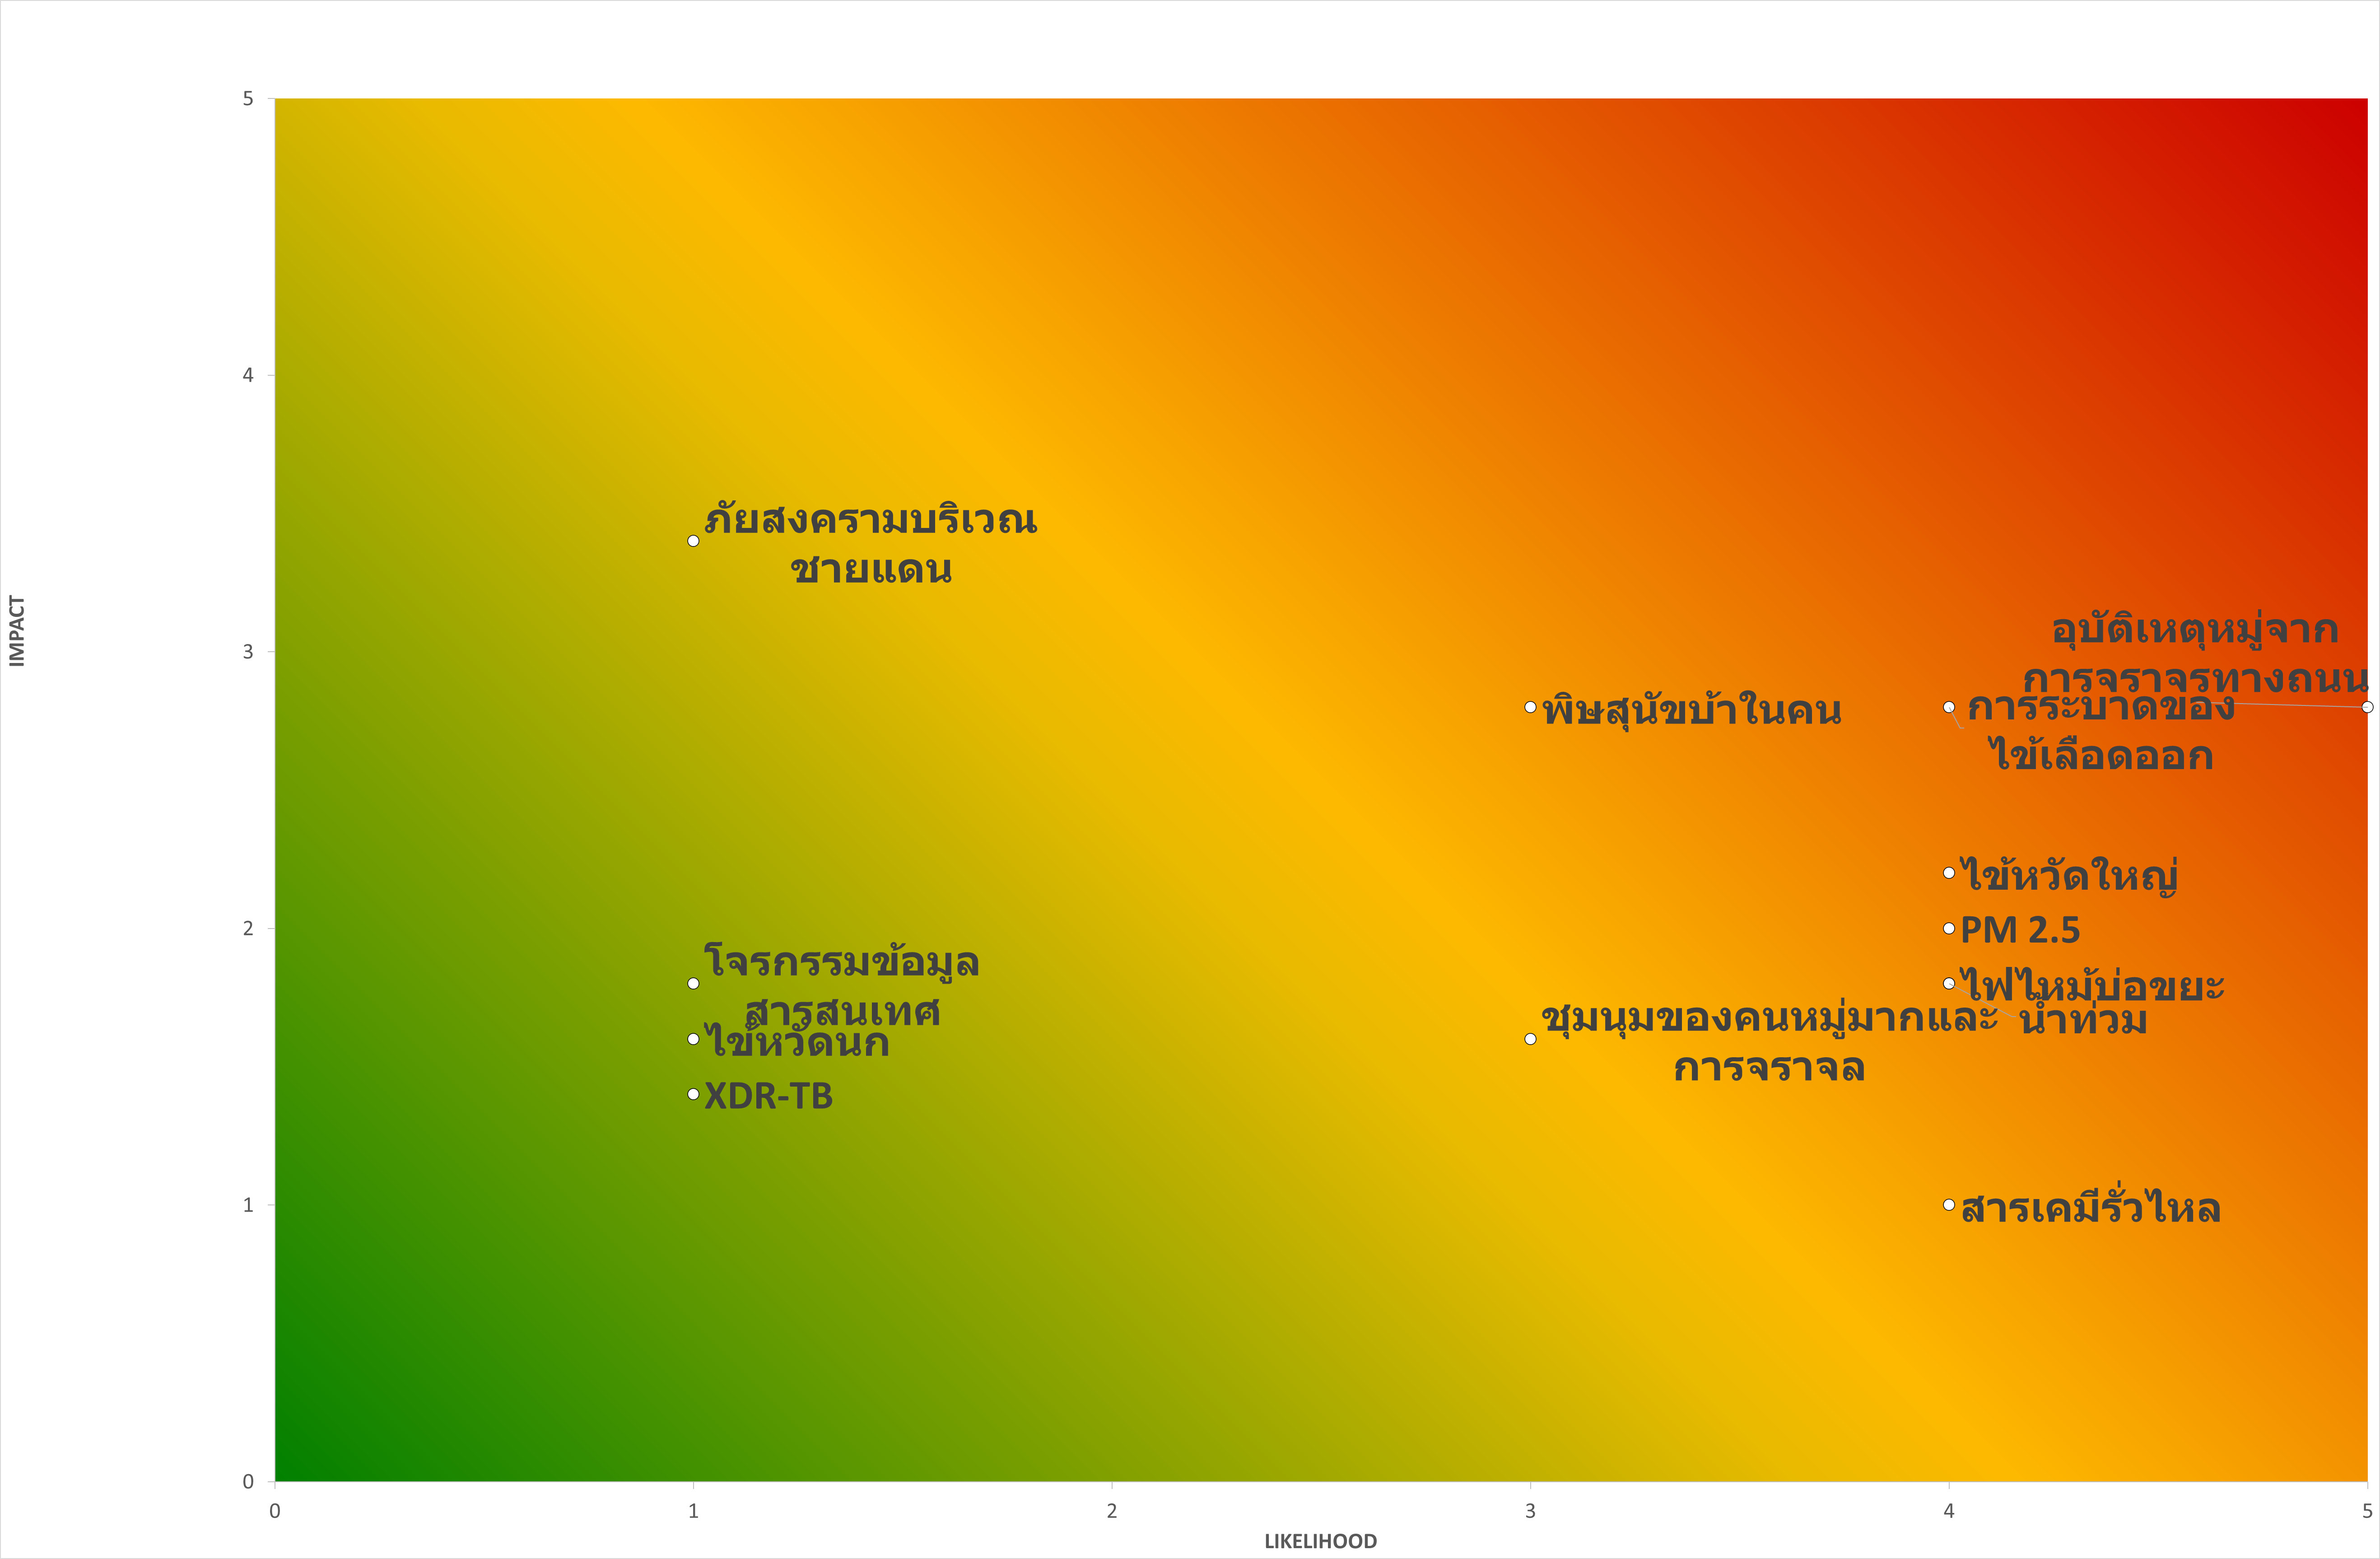 5
4
3
2
1
0
IMPACT
ภัยสงครามบริเวณ
ชายแดน
อุบัติเหตุหมู่จาก
การจราจรทางถนน
พิษสุนัขบ้าในคน
การระบาดของ
ไข้เลือดออก
ไข้หวัดใหญ่
PM 2.5
โจรกรรมข้อมูล
สารสนเทศ
ไฟไหม้บ่อขยะ
น้ำท่วม
ชุมนุมของคนหมู่มากและ
การจราจล
ไข้หวัดนก
XDR-TB
สารเคมีรั่วไหล
0 1 2 3 4 5
LIKELIHOOD